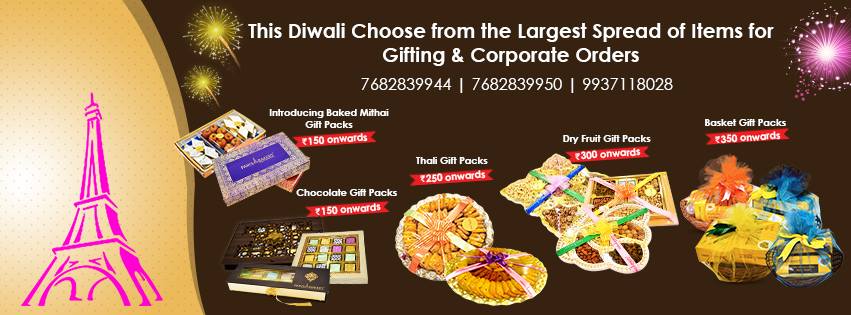 This Diwali Choose from the Largest Spread of Items for
Gifting & Corporate Orders
7682839944 | 7682839950 | 9937118028
Introducing Baked Mithai
Gift Packs
₹150 onwards
Chocolate Gift Packs
₹150 onwards
Thali Gift Packs
₹250 onwards
Dry Fruit Gift Packs
₹300 onwards
Basket Gift Packs
₹350 onwards